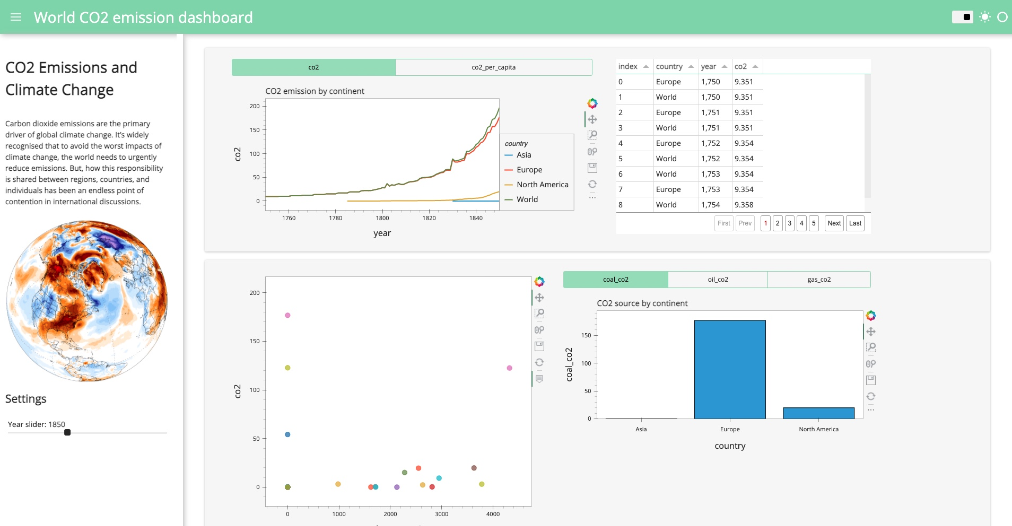 World CO2 emission dashboard
CO2 Emissions and
Climate Change
Carbon dioxide emissions are the primary
driver of global climate change. It's widely
recognised that to avoid the worst impacts of
climate change, the world needs to urgently
reduce emissions. But, how this responsibility
is shared between regions, countries, and
individuals has been an endless point of
contention in international discussions.
Settings
Year slider: 1850
co2
co2_per_capita
CO2 emission by continent
co2
200
150
100
50
0
1760
1780
1800
1820
1840
year
country
Asia
Europe
North America
World
index country year co2
0 Europe 1,750 9.351
1 World 1,750 9.351
2 Europe 1,751 9.351
3 World 1,751 9.351
4 Europe 1,752 9.354
5 World 1,752 9.354
6 World 1,753 9.354
7 Europe 1,753 9.354
8 World 1,754 9.358
First Prev 1 2 3 4 5 Next Last
co2
200
150
100
50
0
0
1000
2000
3000
4000
coal_co2
oil_co2
gas_co2
CO2 source by continent
coal_co2
150
100
50
0
Asia
Europe
North America
country